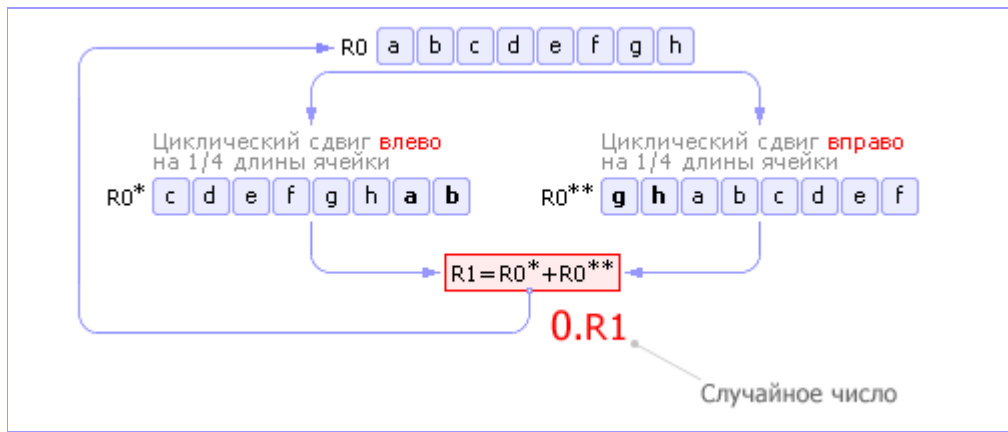 R0 a b c d e f g h
Циклический сдвиг влево
на 1/4 длины ячейки
Циклический сдвиг вправо
на 1/4 длины ячейки
R0* c d e f g h a b
R0** g h a b c d e f
R1=R0*+R0**
0.R1
Случайное число